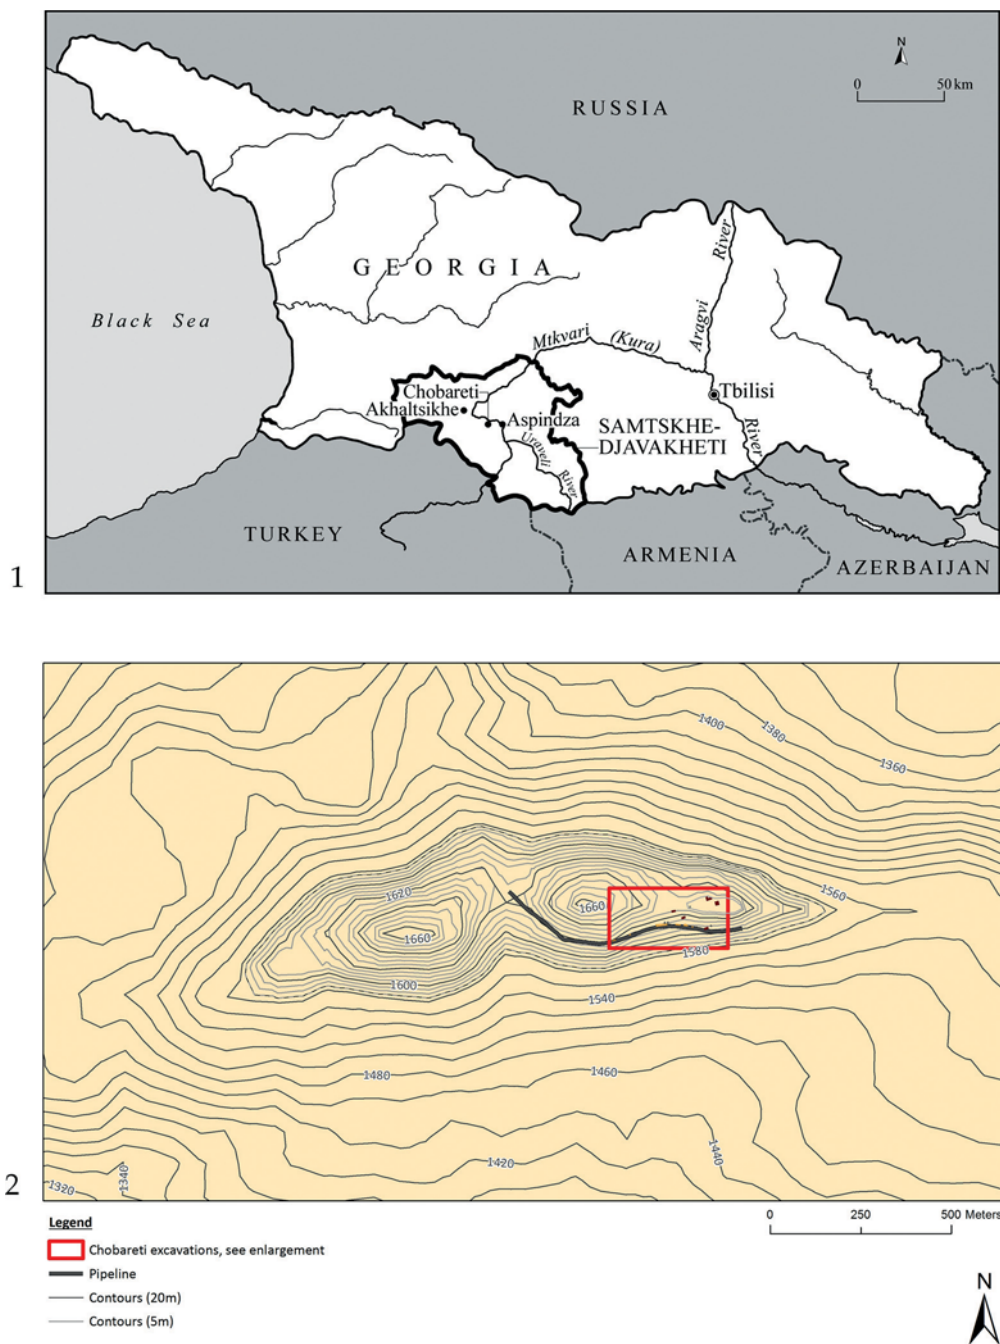 N
0 50 km
RUSSIA
GEORGIA
Black Sea
Mtkvari (Kura) River
Aragvi River
Tbilisi
Chobareti
Akhaltsikhe
Aspindza
SAMTSKHE-
DJAVAKHETI
Uraveli River
TURKEY
ARMENIA
AZERBAIJAN
1
1400
1380
1360
1620
1560
1660
1660
1580
1600
1540
1480
1460
1440
1420
1340
1320
2
0 250 500 Meters
Legend
Chobareti excavations, see enlargement
Pipeline
Contours (20m)
Contours (5m)
N